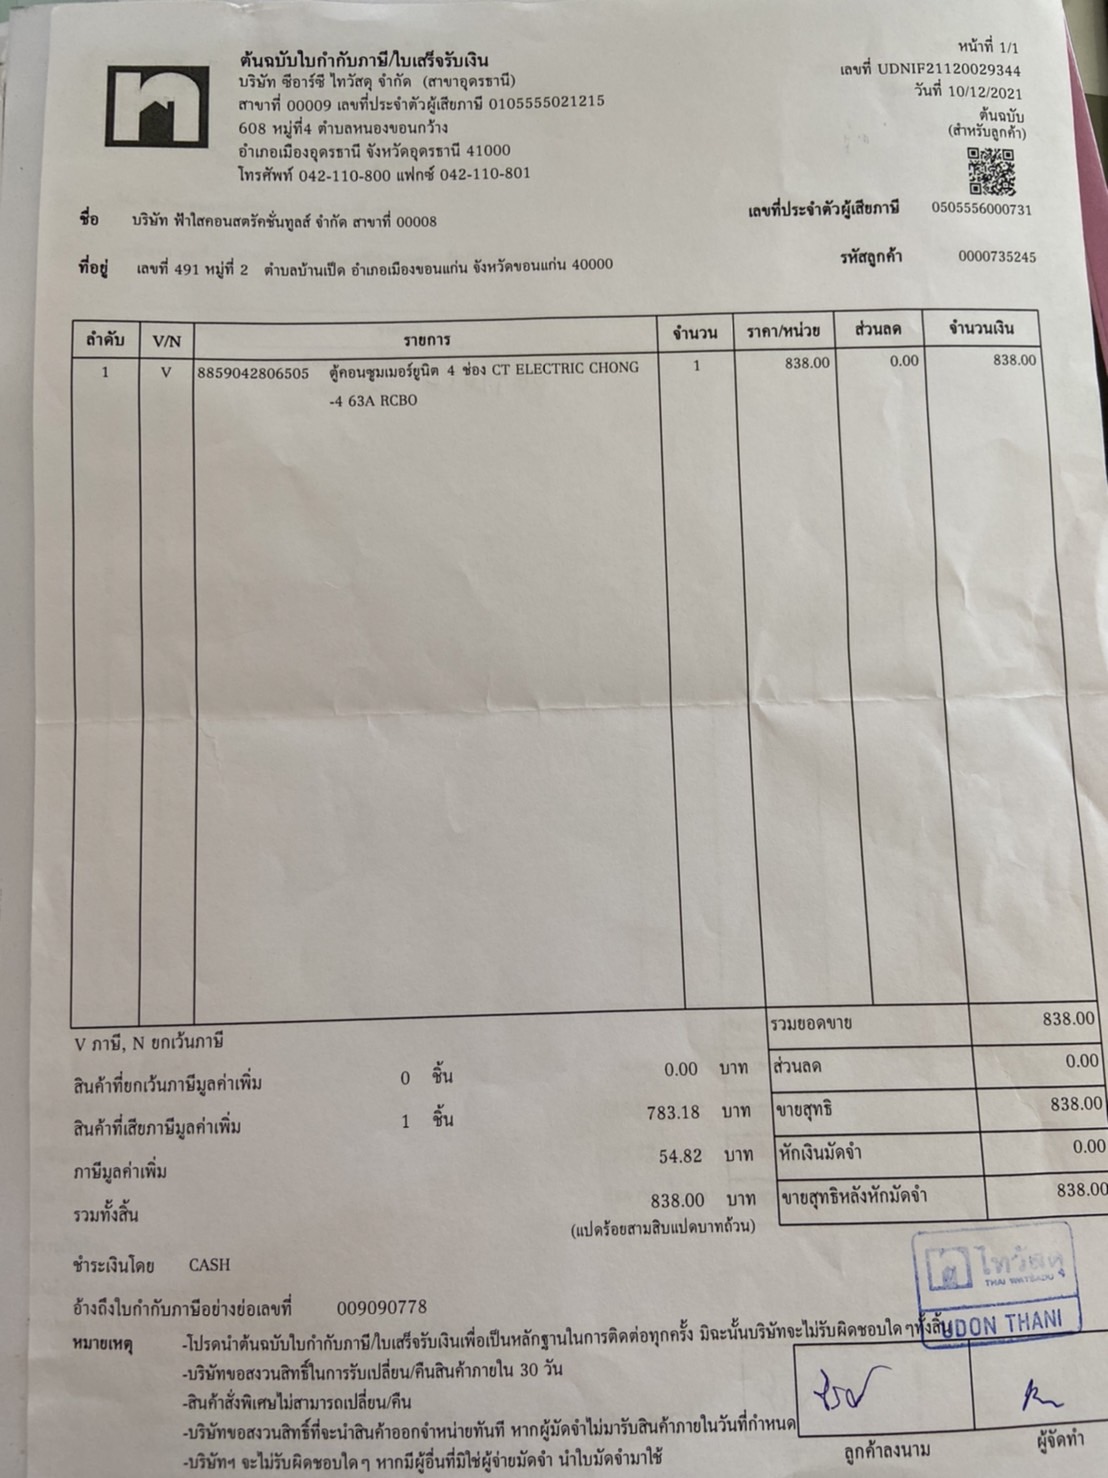 ต้นฉบับใบกำกับภาษี/ใบเสร็จรับเงิน
บริษัท ซีอาร์ซี ไทวัสดุ จำกัด (สาขาอุดรธานี)
สาขาที่ 00009 เลขที่ประจำตัวผู้เสียภาษี 0105555021215
608 หมู่ที่4 ตำบลหนองขอนกว้าง
อำเภอเมืองอุดรธานี จังหวัดอุดรธานี 41000
โทรศัพท์ 042-110-800 แฟกซ์ 042-110-801
หน้าที่ 1/1
เลขที่ UDNIF21120029344
วันที่ 10/12/2021
ต้นฉบับ
(สำหรับลูกค้า)
ชื่อ บริษัท ฟ้าใสคอนสตรัคชั่นทูลส์ จำกัด สาขาที่ 00008 เลขที่ประจำตัวผู้เสียภาษี 0505556000731
ที่อยู่ เลขที่ 491 หมู่ที่ 2 ตำบลบ้านเป็ด อำเภอเมืองขอนแก่น จังหวัดขอนแก่น 40000 รหัสลูกค้า 0000735245
ลำดับ V/N รายการ จำนวน ราคา/หน่วย ส่วนลด จำนวนเงิน
1 V 8859042806505 ตู้คอนซูมเมอร์ยูนิต 4 ช่อง CT ELECTRIC CHONG 1 838.00 0.00 838.00
-4 63A RCBO
V ภาษี, N ยกเว้นภาษี รวมยอดขาย 838.00
สินค้าที่ยกเว้นภาษีมูลค่าเพิ่ม 0 ชิ้น 0.00 บาท ส่วนลด 0.00
สินค้าที่เสียภาษีมูลค่าเพิ่ม 1 ชิ้น 783.18 บาท ขายสุทธิ 838.00
ภาษีมูลค่าเพิ่ม 54.82 บาท หักเงินมัดจำ 0.00
รวมทั้งสิ้น 838.00 บาท ขายสุทธิหลังหักมัดจำ 838.00
(แปดร้อยสามสิบแปดบาทถ้วน)
ชำระเงินโดย CASH
อ้างถึงใบกำกับภาษีอย่างย่อเลขที่ 009090778
ไทวัสดุ
THAI WATSADU
UDON THANI
หมายเหตุ -โปรดนำต้นฉบับใบกำกับภาษี/ใบเสร็จรับเงินเพื่อเป็นหลักฐานในการติดต่อทุกครั้ง มิฉะนั้นบริษัทจะไม่รับผิดชอบใดๆทั้งสิ้น
-บริษัทขอสงวนสิทธิ์ในการรับเปลี่ยน/คืนสินค้าภายใน 30 วัน
-สินค้าสั่งพิเศษไม่สามารถเปลี่ยน/คืน
-บริษัทขอสงวนสิทธิ์ที่จะนำสินค้าออกจำหน่ายทันที หากผู้มัดจำไม่มารับสินค้าภายในวันที่กำหนด
-บริษัทฯ จะไม่รับผิดชอบใดๆ หากมีผู้อื่นที่มิใช่ผู้จ่ายมัดจำ นำใบมัดจำมาใช้
ลูกค้าลงนาม ผู้จัดทำ